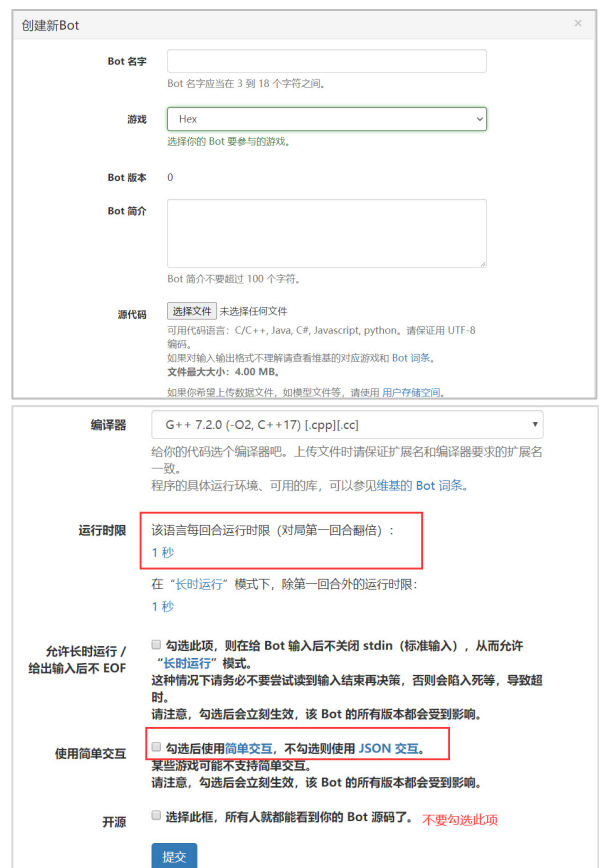 创建新Bot ×
Bot 名字
Bot 名字应当在 3 到 18 个字符之间。
游戏 Hex
选择你的 Bot 要参与的游戏。
Bot 版本 0
Bot 简介
Bot 简介不要超过 100 个字符。
源代码 选择文件 未选择任何文件
可用代码语言：C/C++, Java, C#, Javascript, python。请保证用 UTF-8
编码。
如果对输入输出格式不理解请查看维基的对应游戏和 Bot 词条。
文件最大大小：4.00 MB。
如果你希望上传数据文件，如模型文件等，请使用 用户存储空间。
编译器 G++ 7.2.0 (-O2, C++17) [.cpp][.cc]
给你的代码选个编译器吧。上传文件时请保证扩展名和编译器要求的扩展名
一致。
程序的具体运行环境、可用的库，可以参见维基的 Bot 词条。
运行时限 该语言每回合运行时限（对局第一回合翻倍）：
1 秒
在“长时运行”模式下，除第一回合外的运行时限：
1 秒
允许长时运行 /
给出输入后不 EOF
勾选此项，则在给 Bot 输入后不关闭 stdin（标准输入），从而允许
“长时运行”模式。
这种情况下请务必不要尝试读到输入结束再决策，否则会陷入死等，导致超
时。
请注意，勾选后会立刻生效，该 Bot 的所有版本都会受到影响。
使用简单交互 勾选后使用简单交互，不勾选则使用 JSON 交互。
某些游戏可能不支持简单交互。
请注意，勾选后会立刻生效，该 Bot 的所有版本都会受到影响。
开源 选择此框，所有人就都能看到你的 Bot 源码了。 不要勾选此项
提交